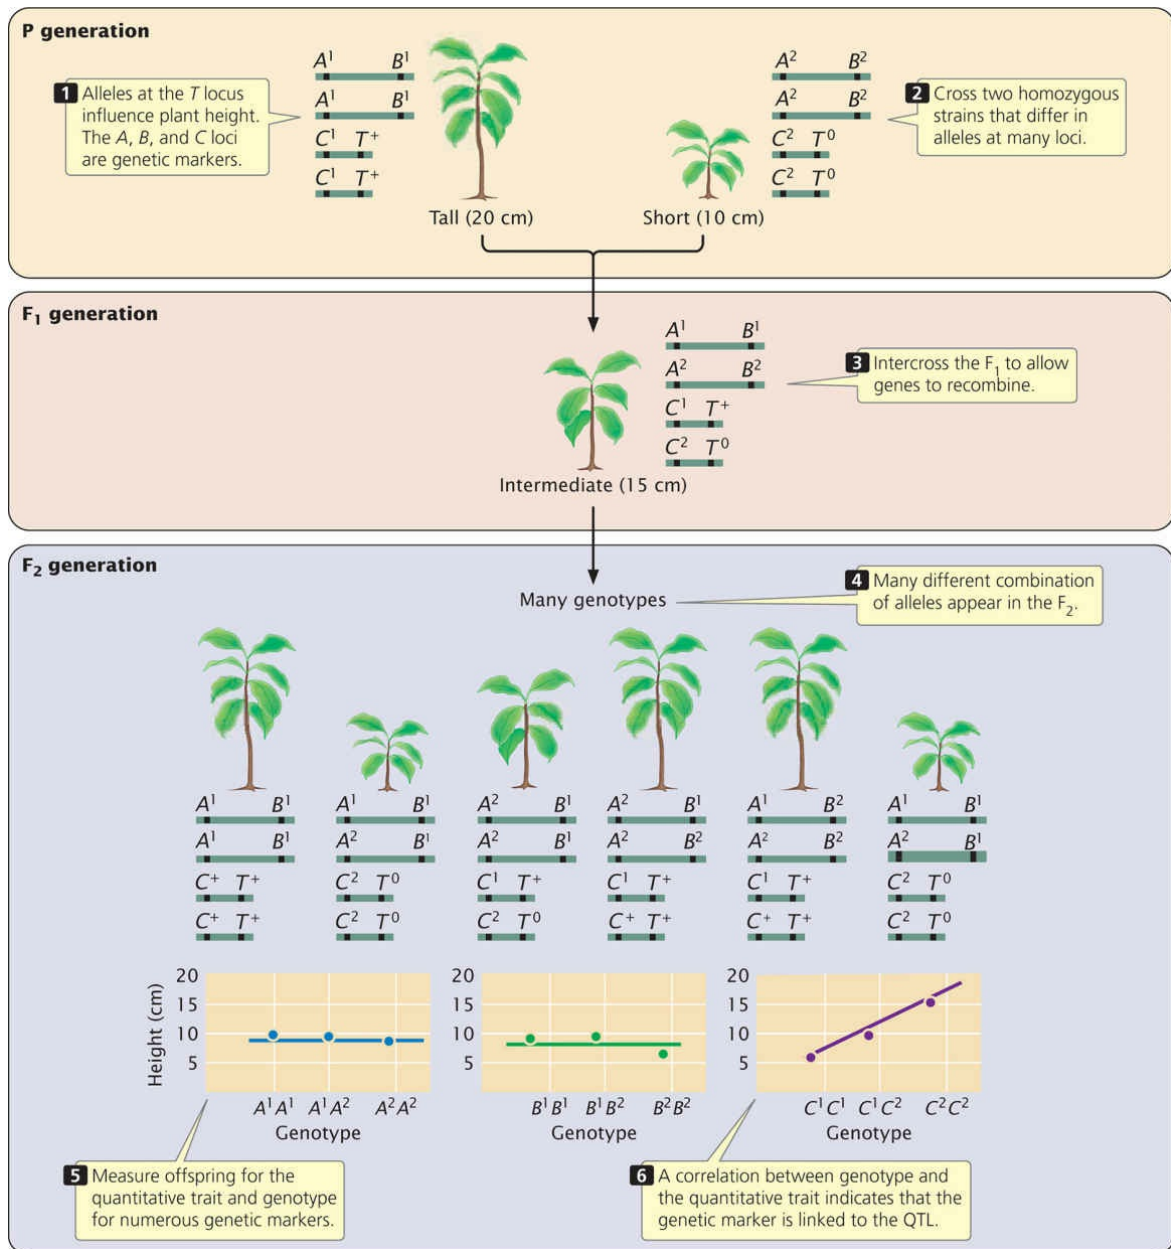 P generation
1 Alleles at the T locus
influence plant height.
The A, B, and C loci
are genetic markers.
A¹ B¹
A¹ B¹
C¹ T⁺
C¹ T⁺
Tall (20 cm)
A² B²
A² B²
C² T⁰
C² T⁰
Short (10 cm)
2 Cross two homozygous
strains that differ in
alleles at many loci.
F₁ generation
A¹ B¹
A² B²
C¹ T⁺
C² T⁰
Intermediate (15 cm)
3 Intercross the F₁ to allow
genes to recombine.
F₂ generation
Many genotypes
4 Many different combination
of alleles appear in the F₂.
A¹ B¹ A¹ B¹ A² B¹ A² B¹ A¹ B² A¹ B¹
A¹ B¹ A² B¹ A² B¹ A² B² A² B² A² B¹
C⁺ T⁺ C² T⁰ C¹ T⁺ C¹ T⁺ C¹ T⁺ C² T⁰
C⁺ T⁺ C² T⁰ C² T⁰ C⁺ T⁺ C⁺ T⁺ C² T⁰
Height (cm)
20
15
10
5
A¹A¹ A¹A² A²A²
Genotype
20
15
10
5
B¹B¹ B¹B² B²B²
Genotype
20
15
10
5
C¹C¹ C¹C² C²C²
Genotype
5 Measure offspring for the
quantitative trait and genotype
for numerous genetic markers.
6 A correlation between genotype and
the quantitative trait indicates that the
genetic marker is linked to the QTL.